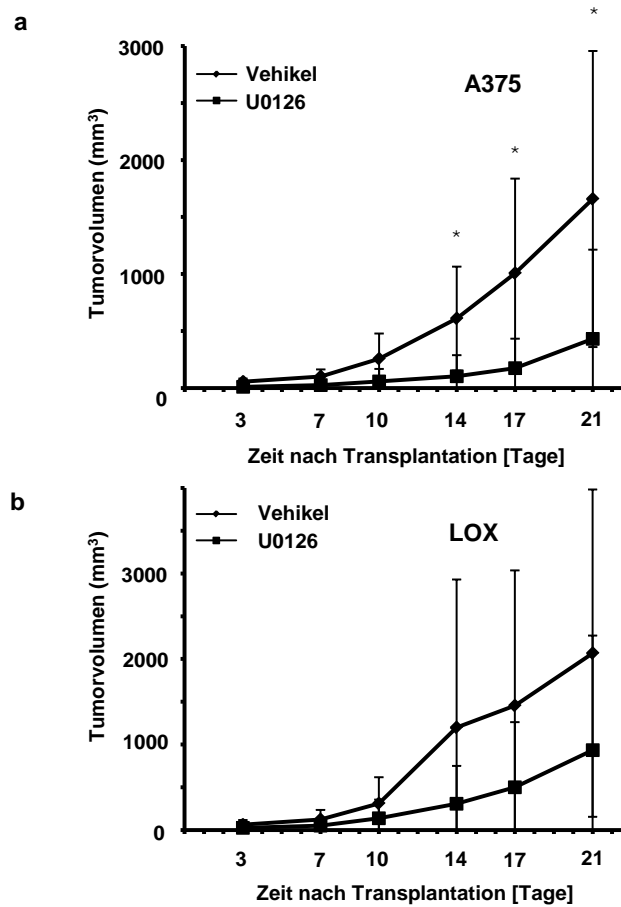 a
*
3000
Vehikel
U0126
A375
*
2000
*
1000
0
Tumorvolumen (mm³)
3 7 10 14 17 21
Zeit nach Transplantation [Tage]
b
Vehikel
U0126
LOX
3000
2000
1000
0
Tumorvolumen (mm³)
3 7 10 14 17 21
Zeit nach Transplantation [Tage]